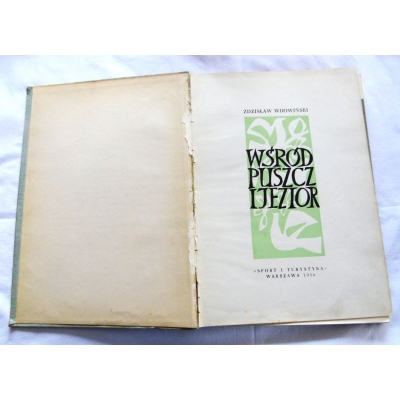 ZDZISŁAW WDOWIŃSKI
WŚRÓD
PUSZCZ
I JEZIOR
«SPORT I TURYSTYKA»
WARSZAWA 1956